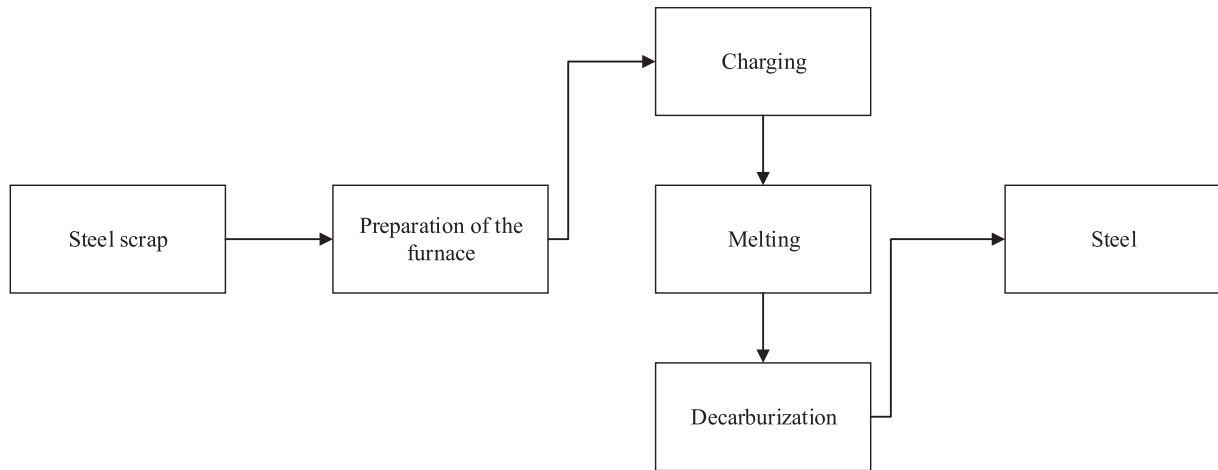 Steel scrap
Preparation of the
furnace
Charging
Melting
Decarburization
Steel